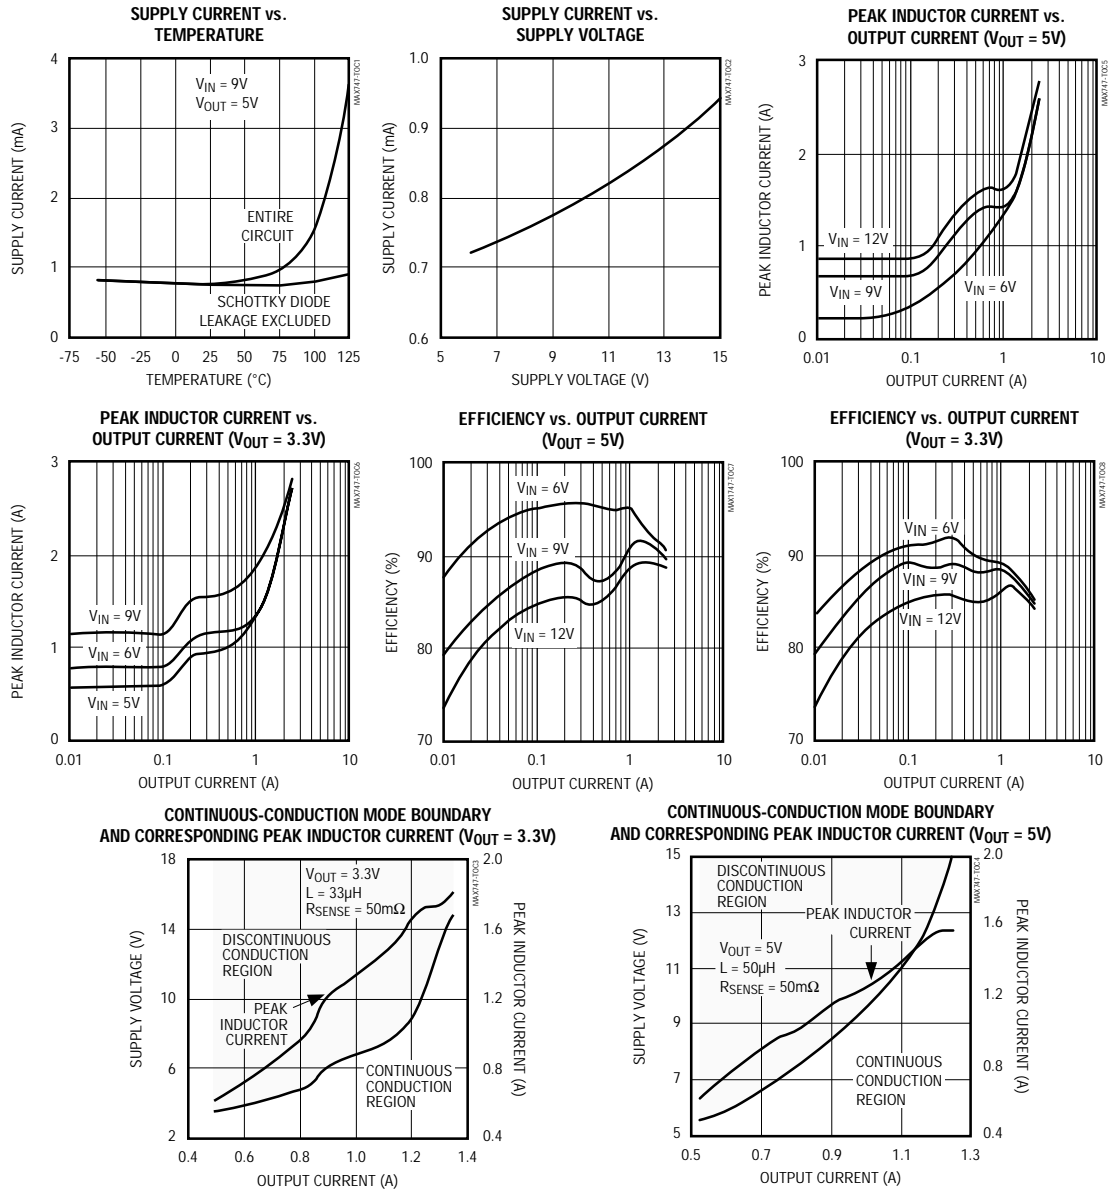 SUPPLY CURRENT vs.
TEMPERATURE
4
3
2
1
0
SUPPLY CURRENT (mA)
VIN = 9V
VOUT = 5V
ENTIRE
CIRCUIT
SCHOTTKY DIODE
LEAKAGE EXCLUDED
-75 -50 -25 0 25 50 75 100 125
TEMPERATURE (°C)
MAX747-TOC1
SUPPLY CURRENT vs.
SUPPLY VOLTAGE
1.0
0.9
0.8
0.7
0.6
SUPPLY CURRENT (mA)
5 7 9 11 13 15
SUPPLY VOLTAGE (V)
MAX747-TOC2
PEAK INDUCTOR CURRENT vs.
OUTPUT CURRENT (VOUT = 5V)
3
2
1
0
PEAK INDUCTOR CURRENT (A)
VIN = 12V
VIN = 9V
VIN = 6V
0.01 0.1 1 10
OUTPUT CURRENT (A)
MAX747-TOC5
PEAK INDUCTOR CURRENT vs.
OUTPUT CURRENT (VOUT = 3.3V)
3
2
1
0
PEAK INDUCTOR CURRENT (A)
VIN = 9V
VIN = 6V
VIN = 5V
0.01 0.1 1 10
OUTPUT CURRENT (A)
MAX747-TOC6
EFFICIENCY vs. OUTPUT CURRENT
(VOUT = 5V)
100
90
80
70
EFFICIENCY (%)
VIN = 6V
VIN = 9V
VIN = 12V
0.01 0.1 1 10
OUTPUT CURRENT (A)
MAX1747-TOC7
EFFICIENCY vs. OUTPUT CURRENT
(VOUT = 3.3V)
100
90
80
70
EFFICIENCY (%)
VIN = 6V
VIN = 9V
VIN = 12V
0.01 0.1 1 10
OUTPUT CURRENT (A)
MAX747-TOC8
CONTINUOUS-CONDUCTION MODE BOUNDARY
AND CORRESPONDING PEAK INDUCTOR CURRENT (VOUT = 3.3V)
18
14
10
6
2
SUPPLY VOLTAGE (V)
VOUT = 3.3V
L = 33µH
RSENSE = 50mΩ
DISCONTINUOUS
CONDUCTION
REGION
PEAK
INDUCTOR
CURRENT
CONTINUOUS
CONDUCTION
REGION
2.0
1.6
1.2
0.8
0.4
PEAK INDUCTOR CURRENT (A)
0.4 0.6 0.8 1.0 1.2 1.4
OUTPUT CURRENT (A)
MAX747-TOC3
CONTINUOUS-CONDUCTION MODE BOUNDARY
AND CORRESPONDING PEAK INDUCTOR CURRENT (VOUT = 5V)
15
13
11
9
7
5
SUPPLY VOLTAGE (V)
DISCONTINUOUS
CONDUCTION
REGION
PEAK INDUCTOR
CURRENT
VOUT = 5V
L = 50µH
RSENSE = 50mΩ
CONTINUOUS
CONDUCTION
REGION
2.0
1.6
1.2
0.8
0.4
PEAK INDUCTOR CURRENT (A)
0.5 0.7 0.9 1.1 1.3
OUTPUT CURRENT (A)
MAX747-TOC4